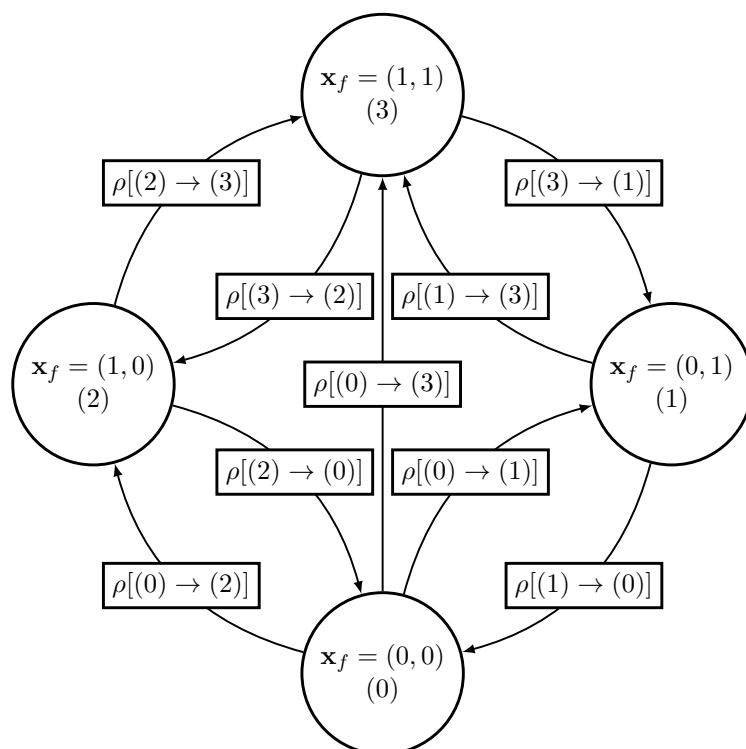 𝐱_f = (1, 1)
(3)
ρ[(2) → (3)]
ρ[(3) → (1)]
ρ[(3) → (2)]
ρ[(1) → (3)]
𝐱_f = (1, 0)
(2)
ρ[(0) → (3)]
𝐱_f = (0, 1)
(1)
ρ[(2) → (0)]
ρ[(0) → (1)]
ρ[(0) → (2)]
ρ[(1) → (0)]
𝐱_f = (0, 0)
(0)